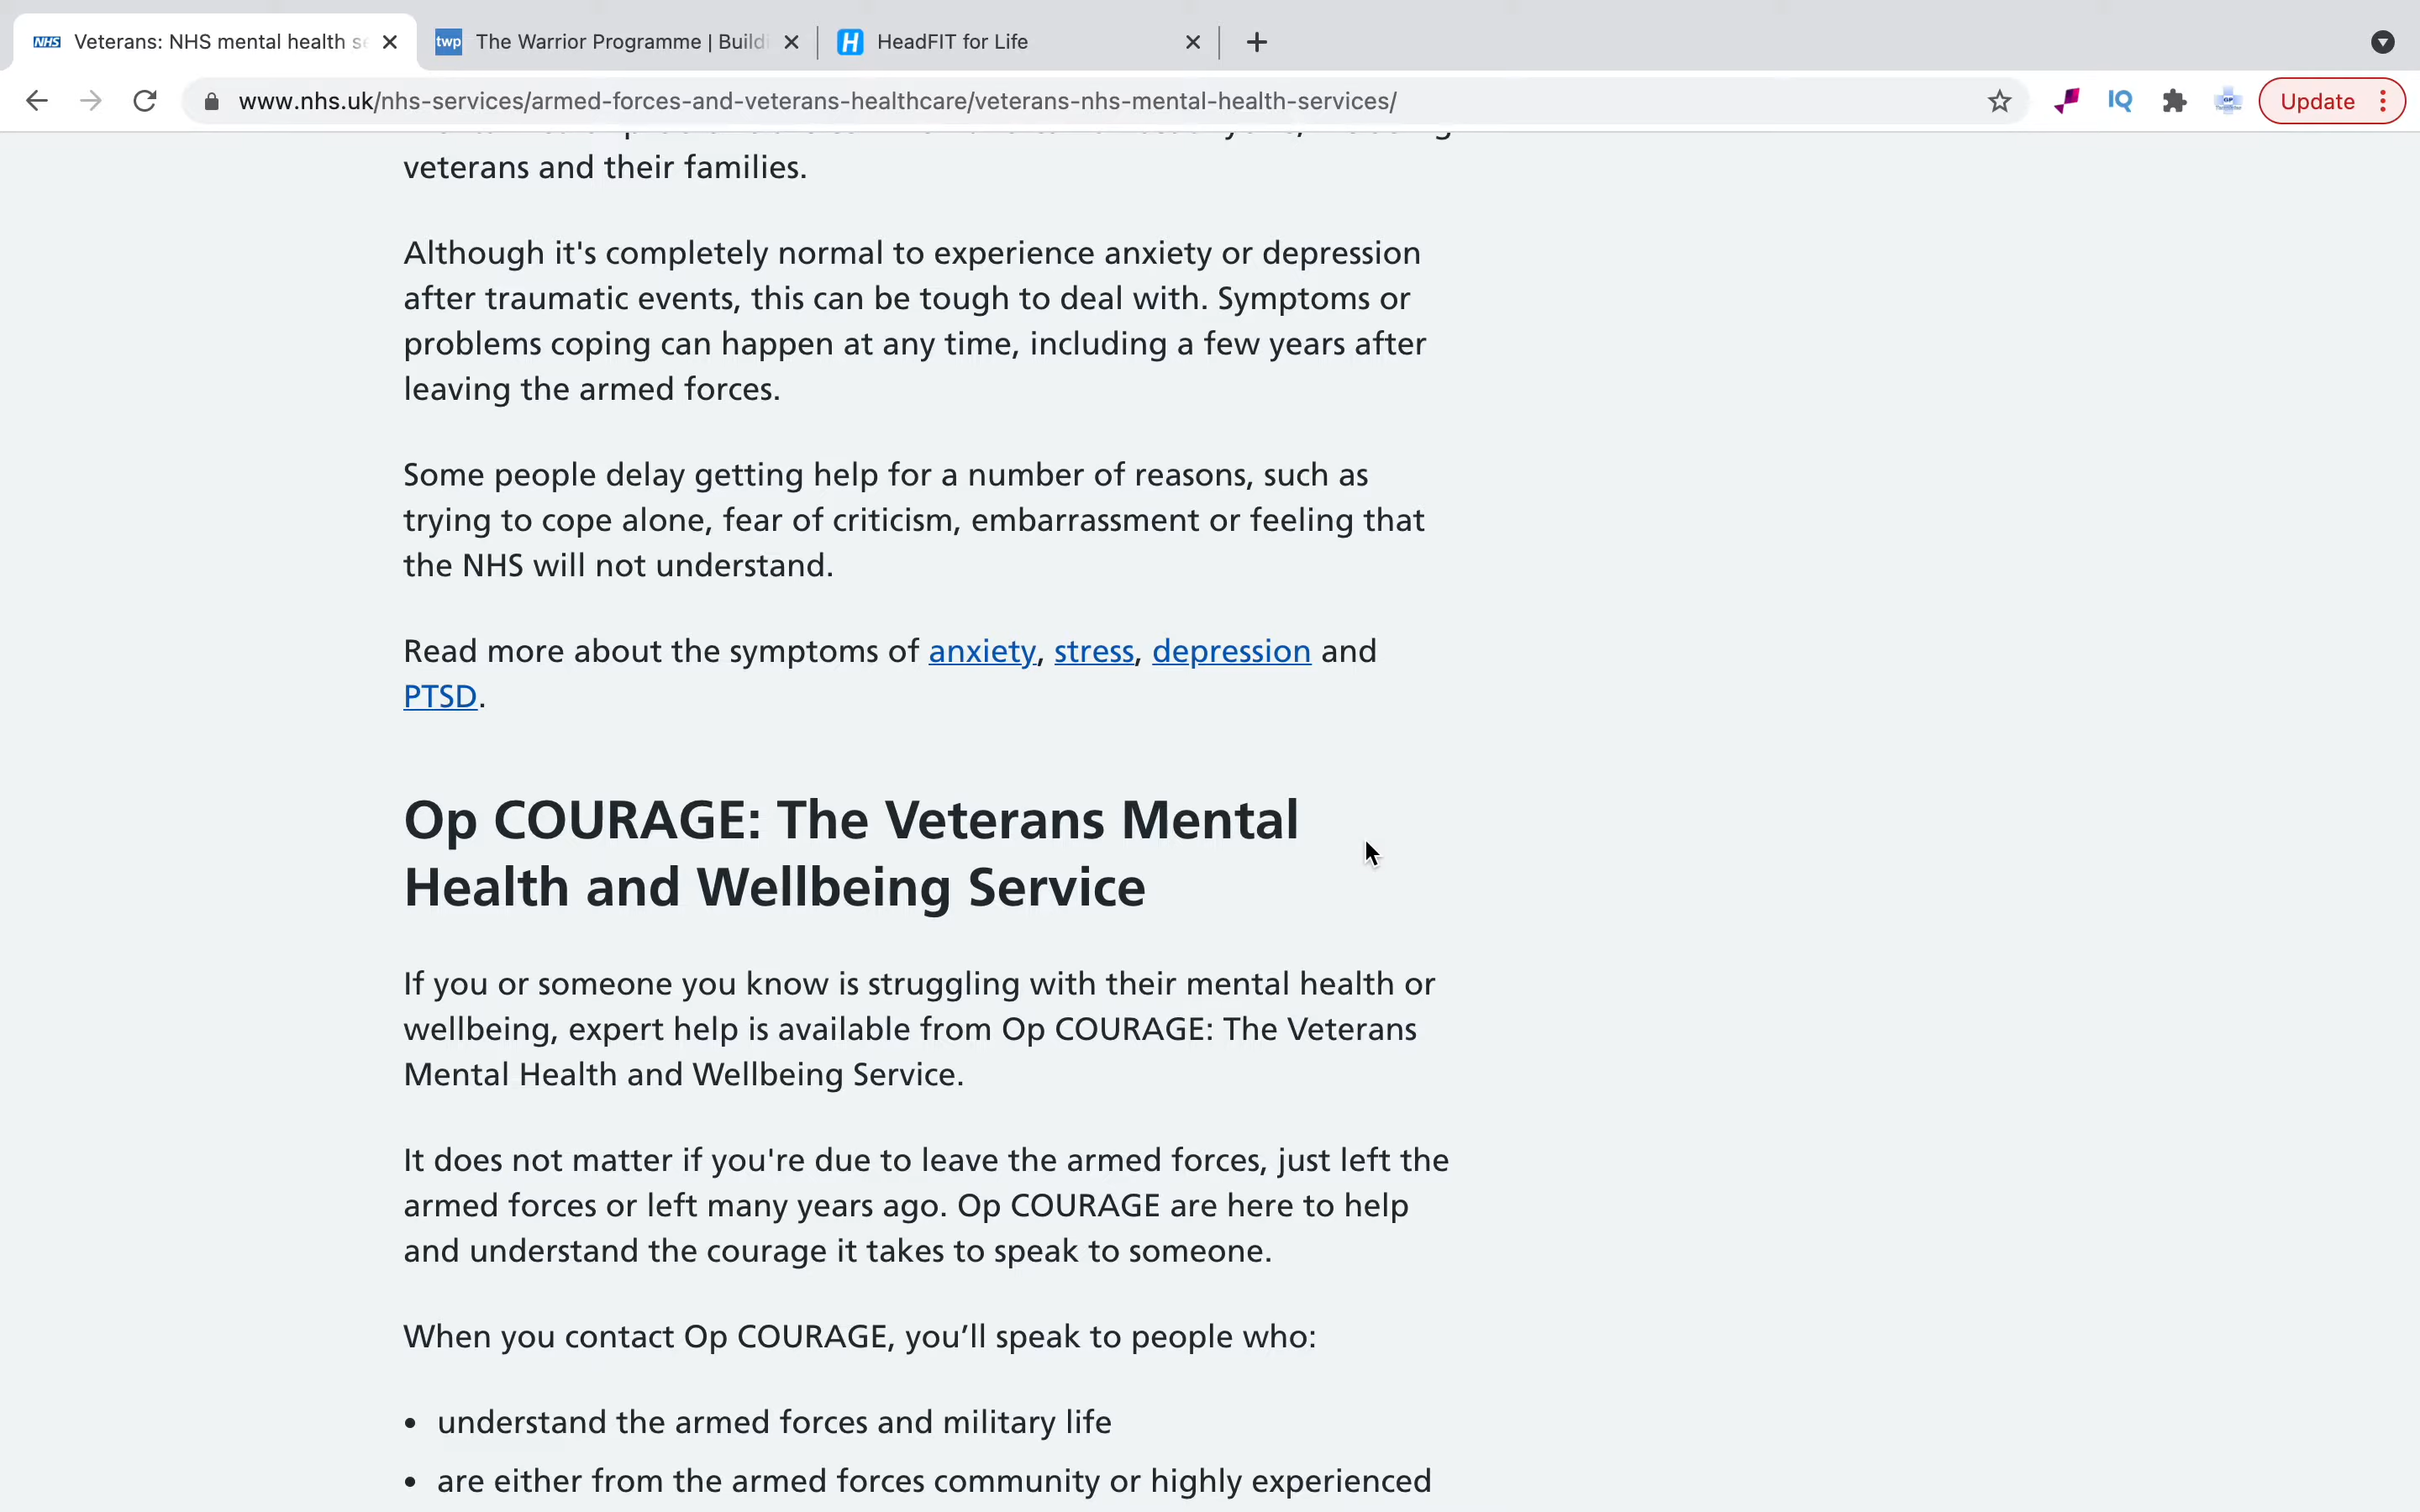 NHS Veterans: NHS mental health se
twp The Warrior Programme | Buildi
H HeadFIT for Life
www.nhs.uk/nhs-services/armed-forces-and-veterans-healthcare/veterans-nhs-mental-health-services/
IQ
GP
Update
veterans and their families.
Although it's completely normal to experience anxiety or depression
after traumatic events, this can be tough to deal with. Symptoms or
problems coping can happen at any time, including a few years after
leaving the armed forces.
Some people delay getting help for a number of reasons, such as
trying to cope alone, fear of criticism, embarrassment or feeling that
the NHS will not understand.
Read more about the symptoms of anxiety, stress, depression and
PTSD.
Op COURAGE: The Veterans Mental
Health and Wellbeing Service
If you or someone you know is struggling with their mental health or
wellbeing, expert help is available from Op COURAGE: The Veterans
Mental Health and Wellbeing Service.
It does not matter if you're due to leave the armed forces, just left the
armed forces or left many years ago. Op COURAGE are here to help
and understand the courage it takes to speak to someone.
When you contact Op COURAGE, you’ll speak to people who:
• understand the armed forces and military life
• are either from the armed forces community or highly experienced